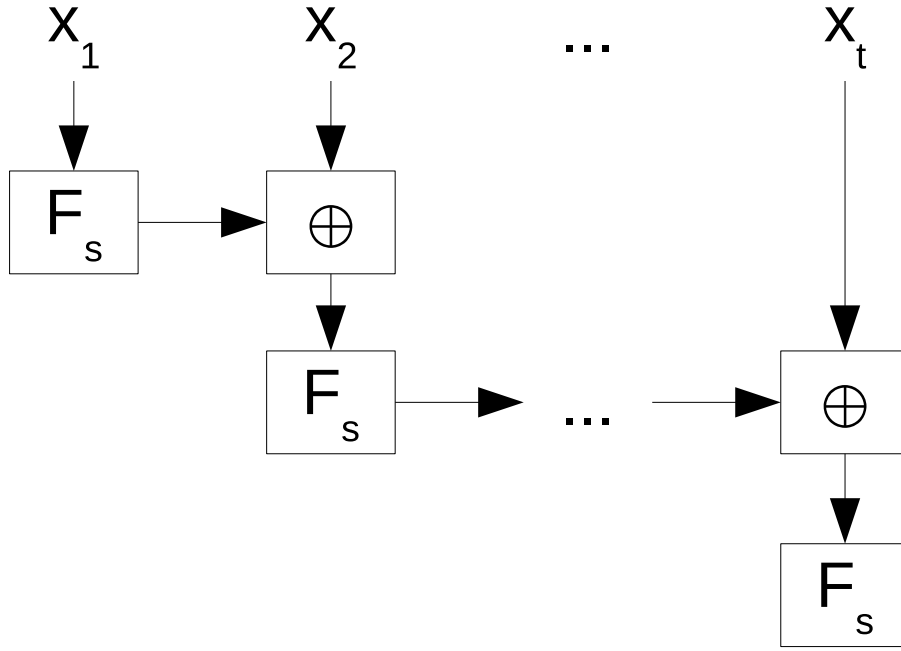 x₁ x₂ ... xₜ
Fₛ ⊕
Fₛ ... ⊕
Fₛ